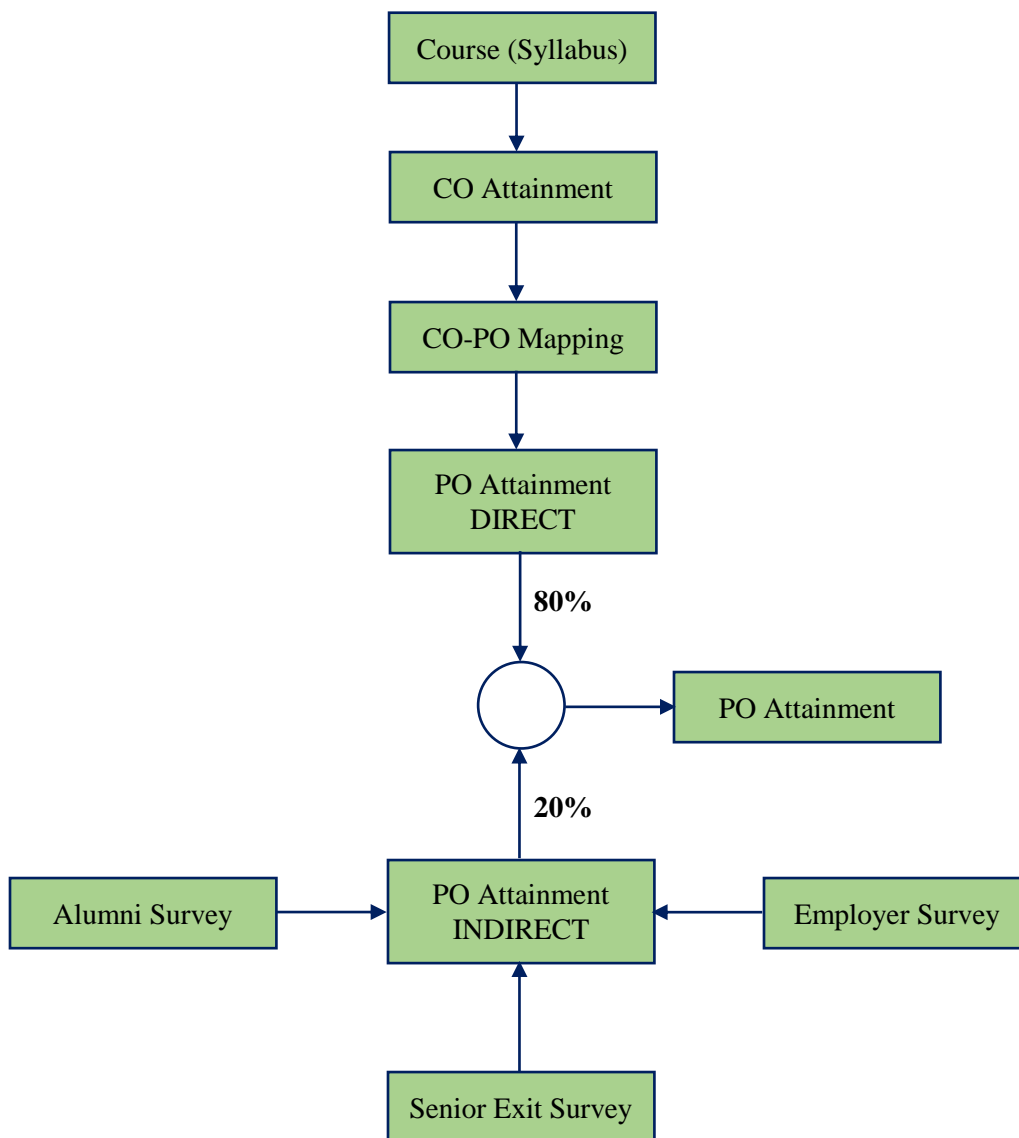 Course (Syllabus)
CO Attainment
CO-PO Mapping
PO Attainment
DIRECT
80%
PO Attainment
20%
Alumni Survey
PO Attainment
INDIRECT
Employer Survey
Senior Exit Survey